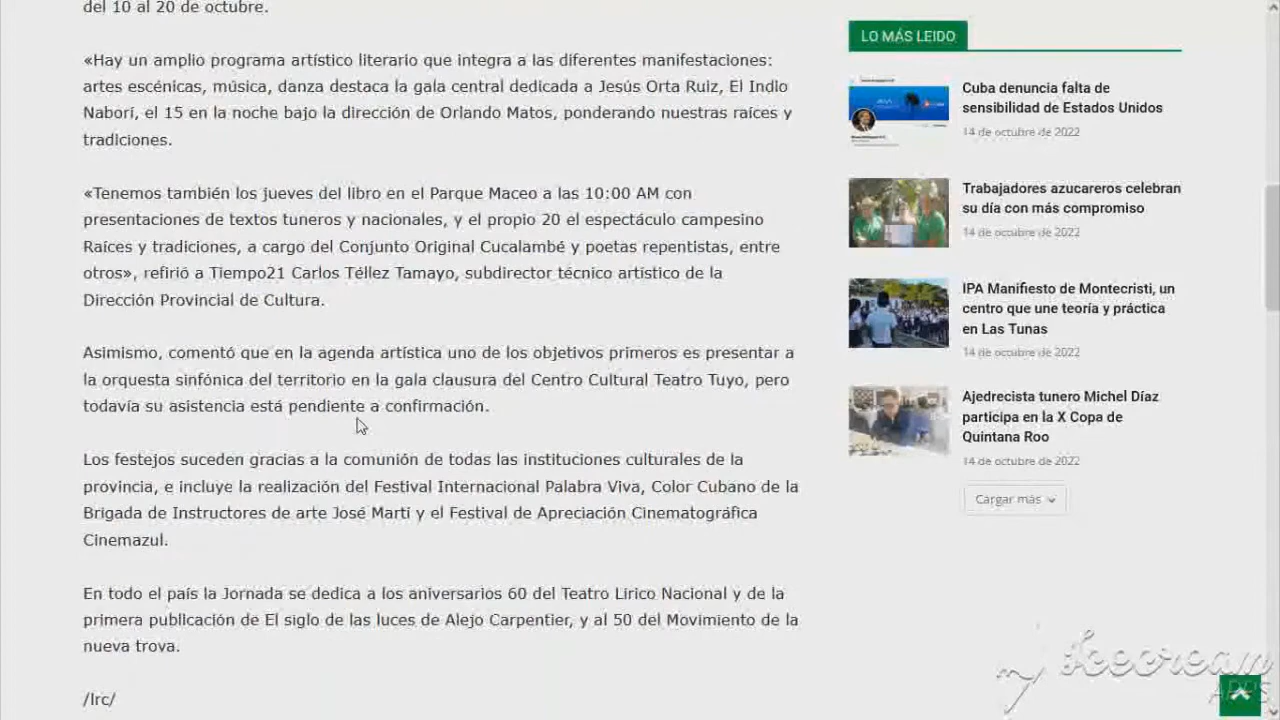 del 10 al 20 de octubre.
«Hay un amplio programa artístico literario que integra a las diferentes manifestaciones:
artes escénicas, música, danza destaca la gala central dedicada a Jesús Orta Ruiz, El Indio
Naborí, el 15 en la noche bajo la dirección de Orlando Matos, ponderando nuestras raíces y
tradiciones.
«Tenemos también los jueves del libro en el Parque Maceo a las 10:00 AM con
presentaciones de textos tuneros y nacionales, y el propio 20 el espectáculo campesino
Raíces y tradiciones, a cargo del Conjunto Original Cucalambé y poetas repentistas, entre
otros», refirió a Tiempo21 Carlos Téllez Tamayo, subdirector técnico artístico de la
Dirección Provincial de Cultura.
Asimismo, comentó que en la agenda artística uno de los objetivos primeros es presentar a
la orquesta sinfónica del territorio en la gala clausura del Centro Cultural Teatro Tuyo, pero
todavía su asistencia está pendiente a confirmación.
Los festejos suceden gracias a la comunión de todas las instituciones culturales de la
provincia, e incluye la realización del Festival Internacional Palabra Viva, Color Cubano de la
Brigada de Instructores de arte José Martí y el Festival de Apreciación Cinematográfica
Cinemazul.
En todo el país la Jornada se dedica a los aniversarios 60 del Teatro Lírico Nacional y de la
primera publicación de El siglo de las luces de Alejo Carpentier, y al 50 del Movimiento de la
nueva trova.
/lrc/
LO MÁS LEIDO
Cuba denuncia falta de
sensibilidad de Estados Unidos
14 de octubre de 2022
Trabajadores azucareros celebran
su día con más compromiso
14 de octubre de 2022
IPA Manifiesto de Montecristi, un
centro que une teoría y práctica
en Las Tunas
14 de octubre de 2022
Ajedrecista tunero Michel Díaz
participa en la X Copa de
Quintana Roo
14 de octubre de 2022
Cargar más
my Icecream
APPS